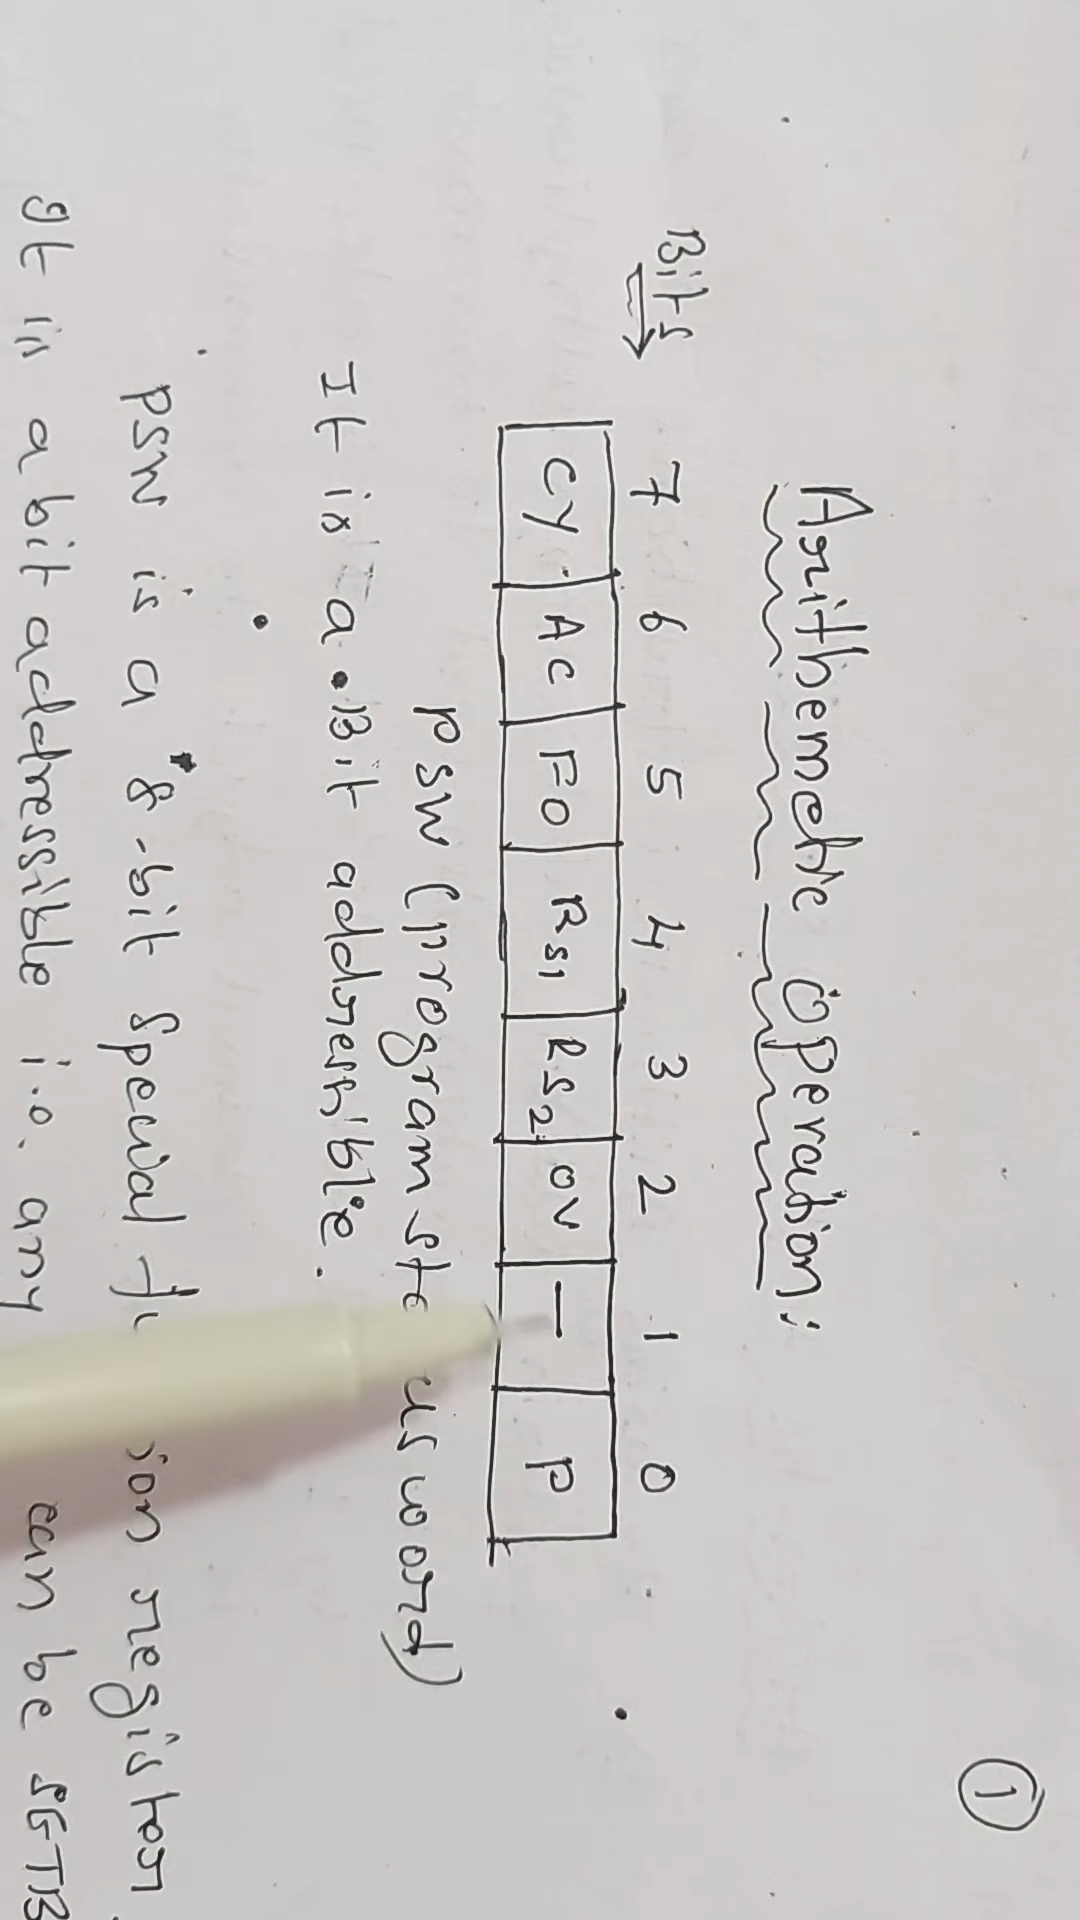 1
Arithemetic operation:
Bits 7 6 5 4 3 2 1 0
CY AC F0 RS1 RS2 OV — P
PSW (program status word)
It is a Bit addressible.
PSW is a 8-bit special register
It is a bit addressible i.e. any can be SETB